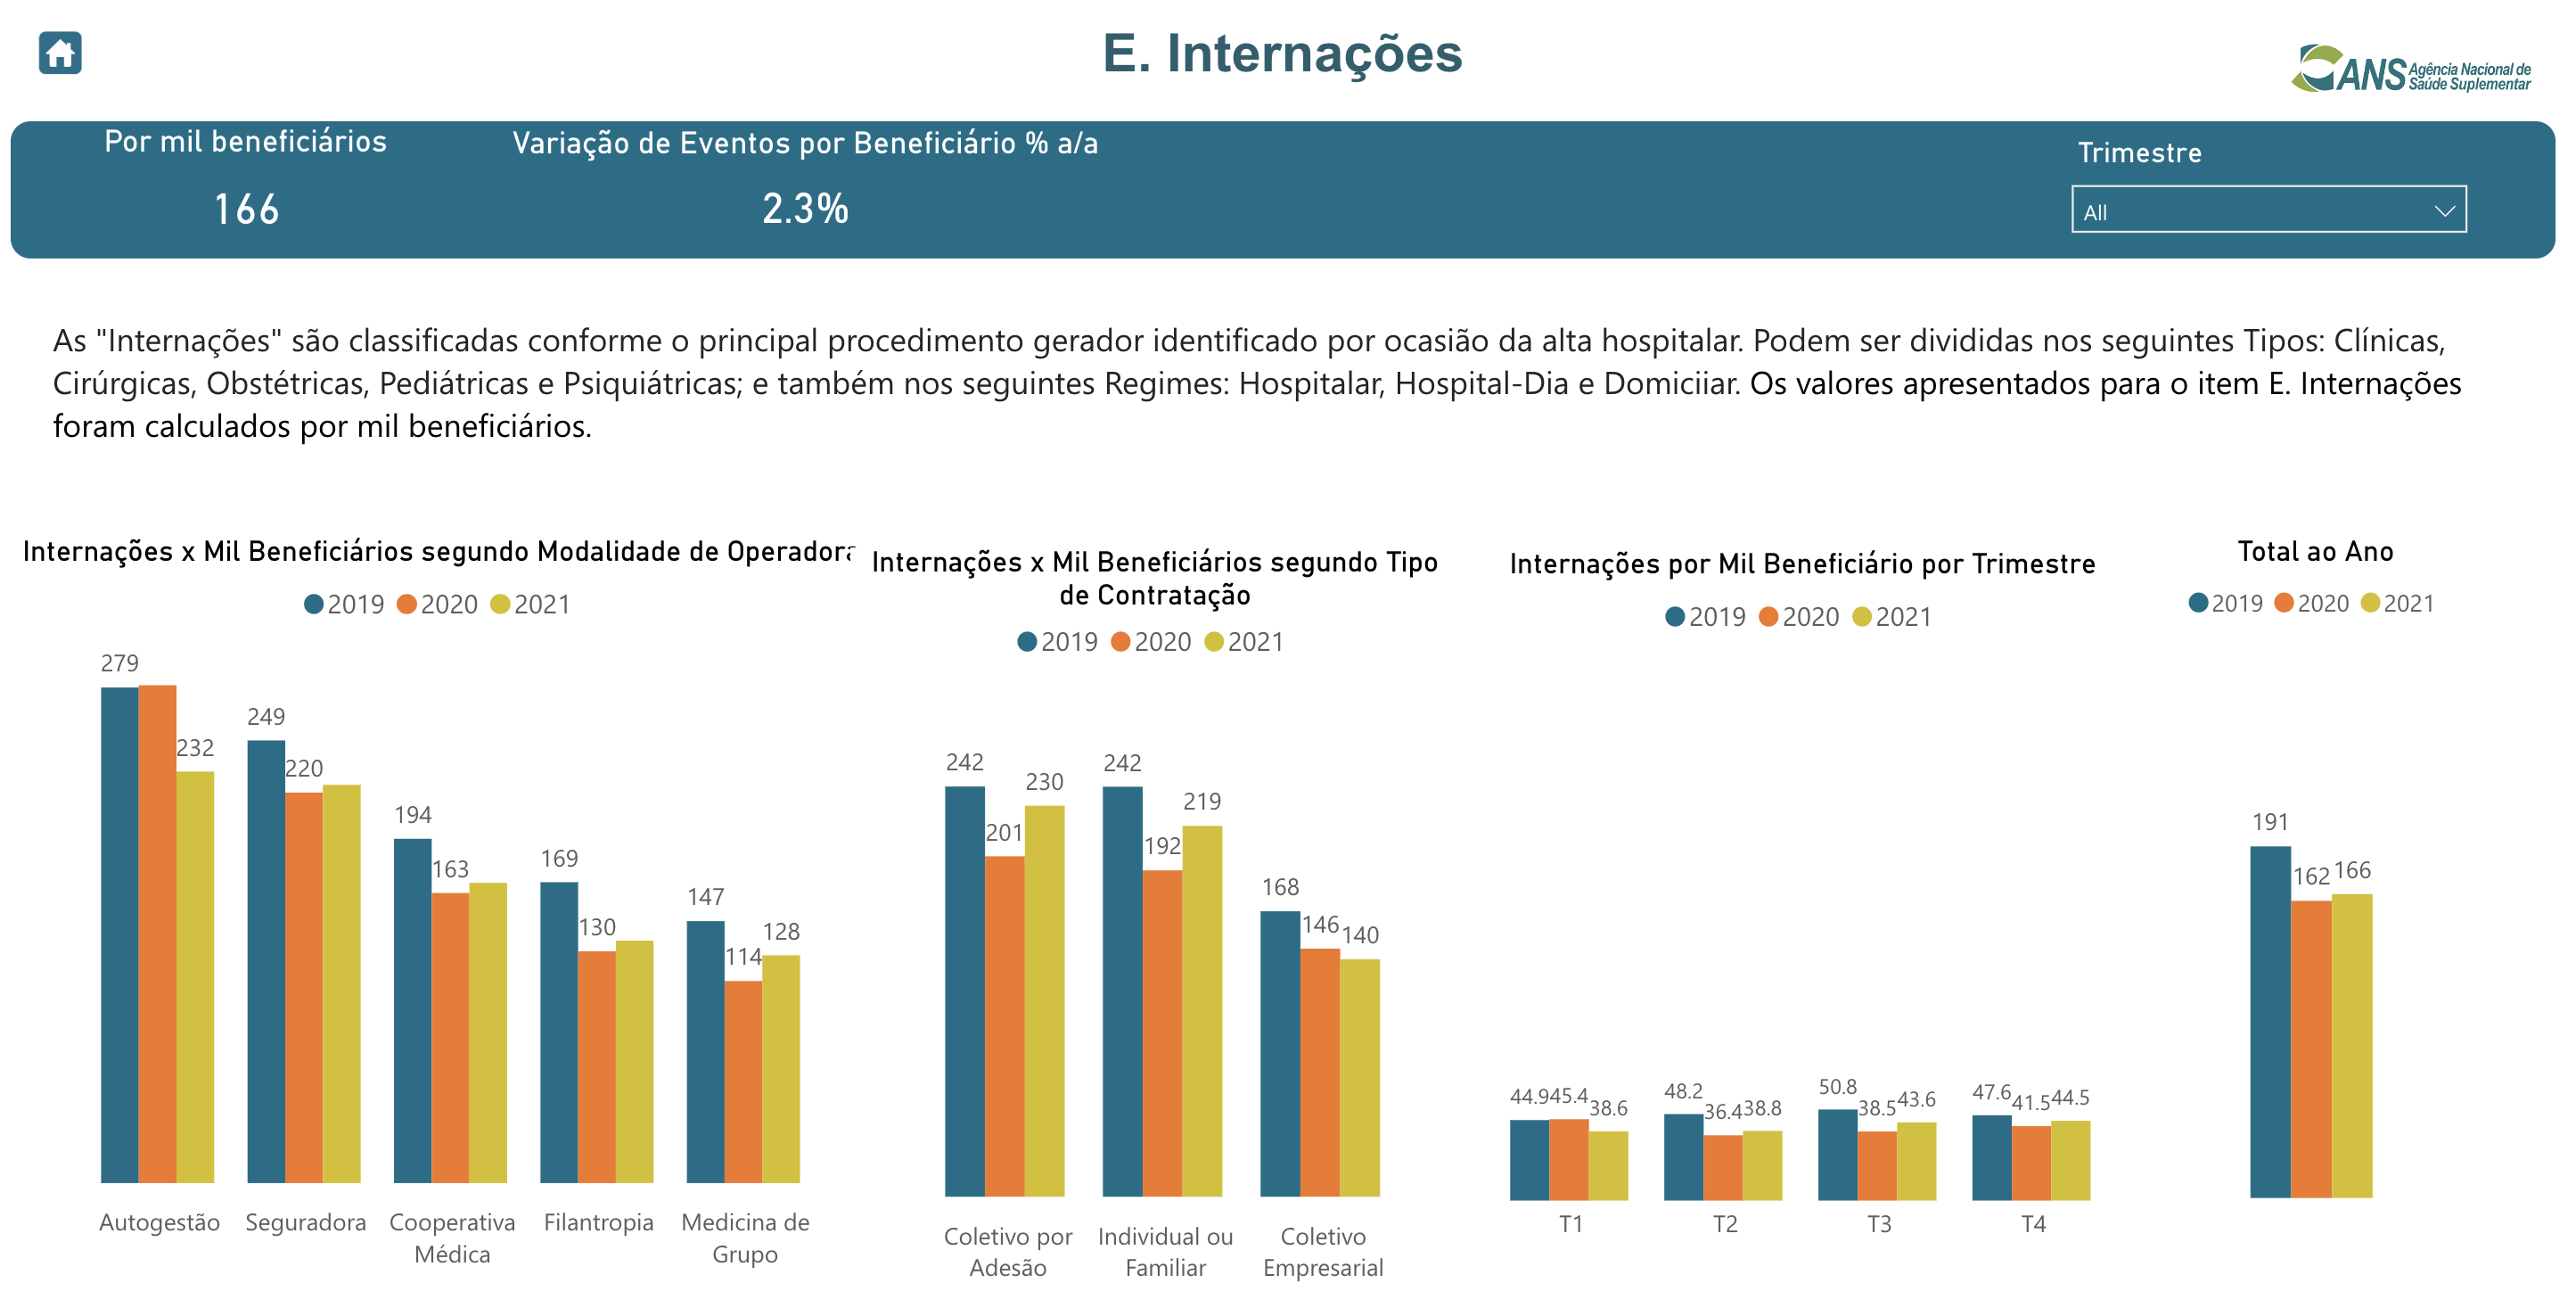 E. Internações
ANS Agência Nacional de
Saúde Suplementar
Por mil beneficiários
166
Variação de Eventos por Beneficiário % a/a
2.3%
Trimestre
All
As "Internações" são classificadas conforme o principal procedimento gerador identificado por ocasião da alta hospitalar. Podem ser divididas nos seguintes Tipos: Clínicas,
Cirúrgicas, Obstétricas, Pediátricas e Psiquiátricas; e também nos seguintes Regimes: Hospitalar, Hospital-Dia e Domiciiar. Os valores apresentados para o item E. Internações
foram calculados por mil beneficiários.
Internações x Mil Beneficiários segundo Modalidade de Operadora
2019 2020 2021
279
232
249
220
194
163
169
130
147
114
128
Autogestão
Seguradora
Cooperativa
Médica
Filantropia
Medicina de
Grupo
Internações x Mil Beneficiários segundo Tipo
de Contratação
2019 2020 2021
242
201
230
242
192
219
168
146
140
Coletivo por
Adesão
Individual ou
Familiar
Coletivo
Empresarial
Internações por Mil Beneficiário por Trimestre
2019 2020 2021
44.9
45.4
38.6
48.2
36.4
38.8
50.8
38.5
43.6
47.6
41.5
44.5
T1
T2
T3
T4
Total ao Ano
2019 2020 2021
191
162
166